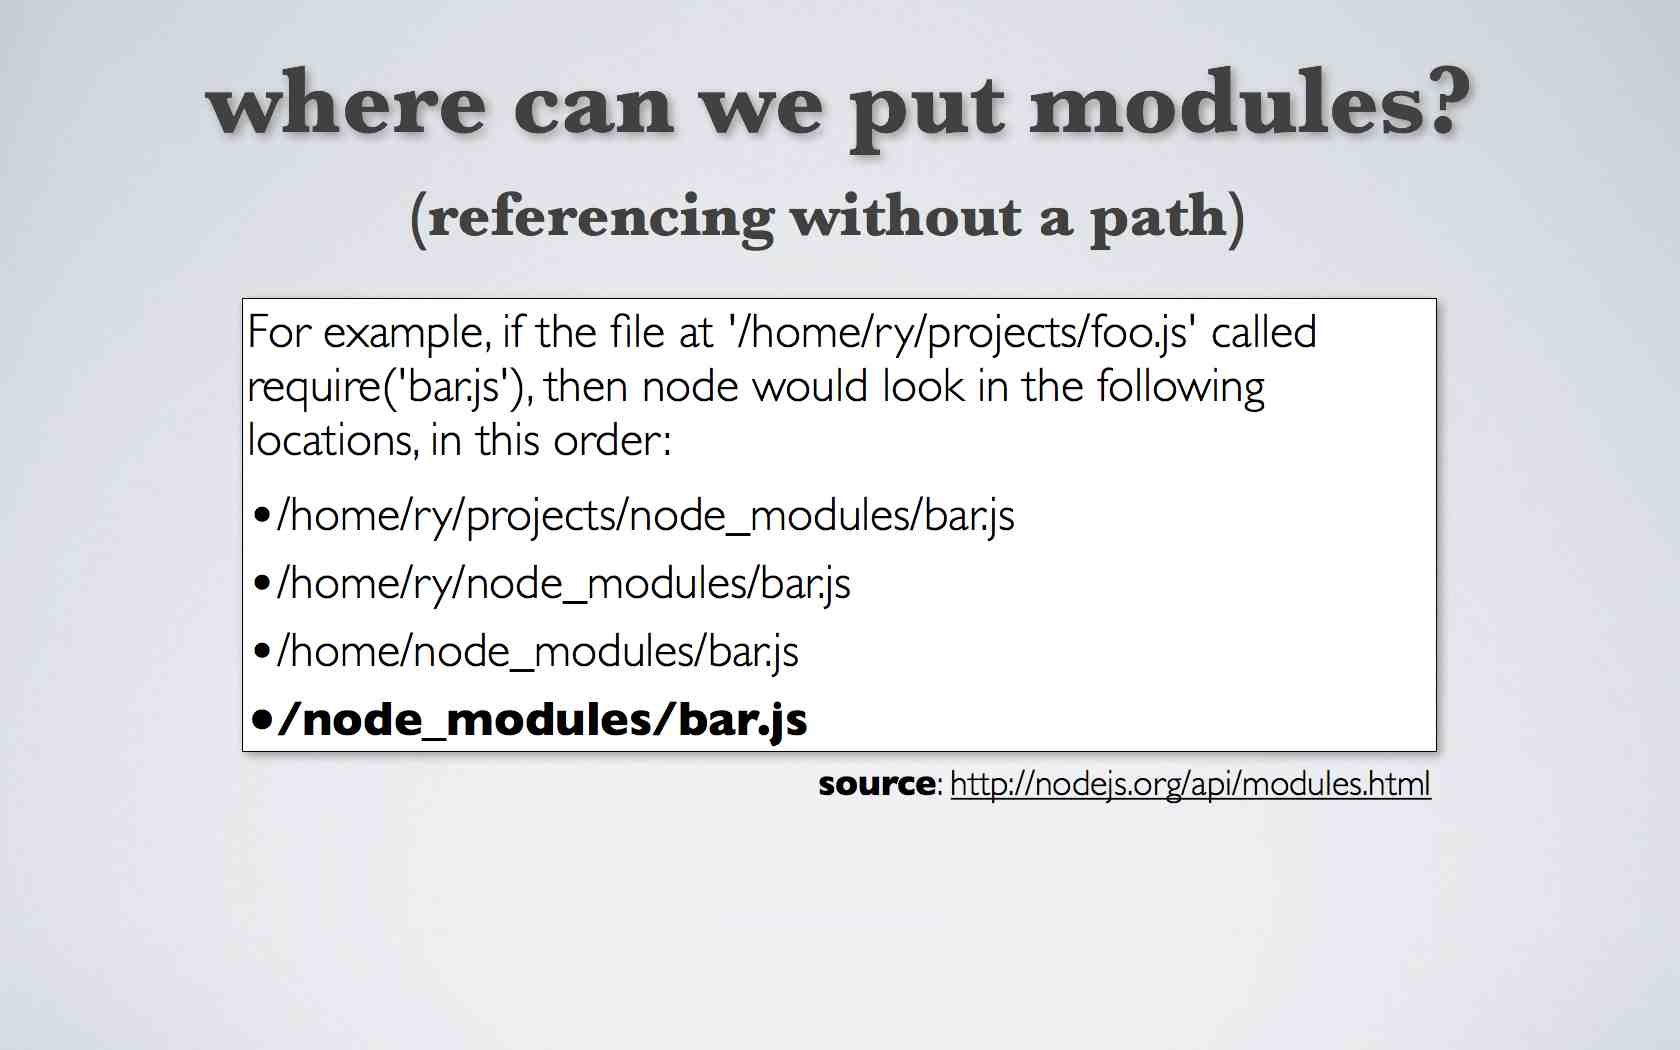 where can we put modules?
(referencing without a path)
For example, if the file at '/home/ry/projects/foo.js' called
require('bar.js'), then node would look in the following
locations, in this order:
•/home/ry/projects/node_modules/bar.js
•/home/ry/node_modules/bar.js
•/home/node_modules/bar.js
•/node_modules/bar.js
source: http://nodejs.org/api/modules.html